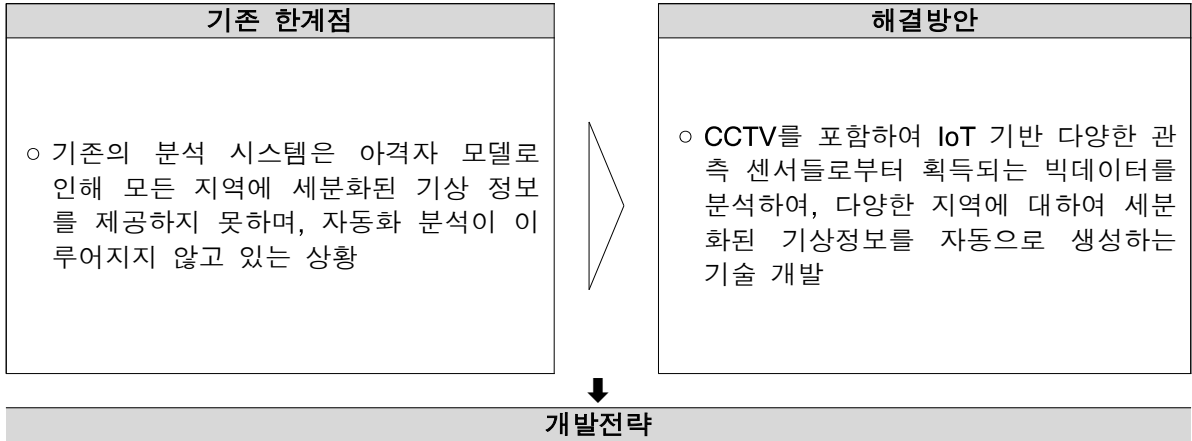 기존 한계점
○ 기존의 분석 시스템은 아격자 모델로
인해 모든 지역에 세분화된 기상 정보
를 제공하지 못하며, 자동화 분석이 이
루어지지 않고 있는 상황
해결방안
○ CCTV를 포함하여 IoT 기반 다양한 관
측 센서들로부터 획득되는 빅데이터를
분석하여, 다양한 지역에 대하여 세분
화된 기상정보를 자동으로 생성하는
기술 개발
개발전략